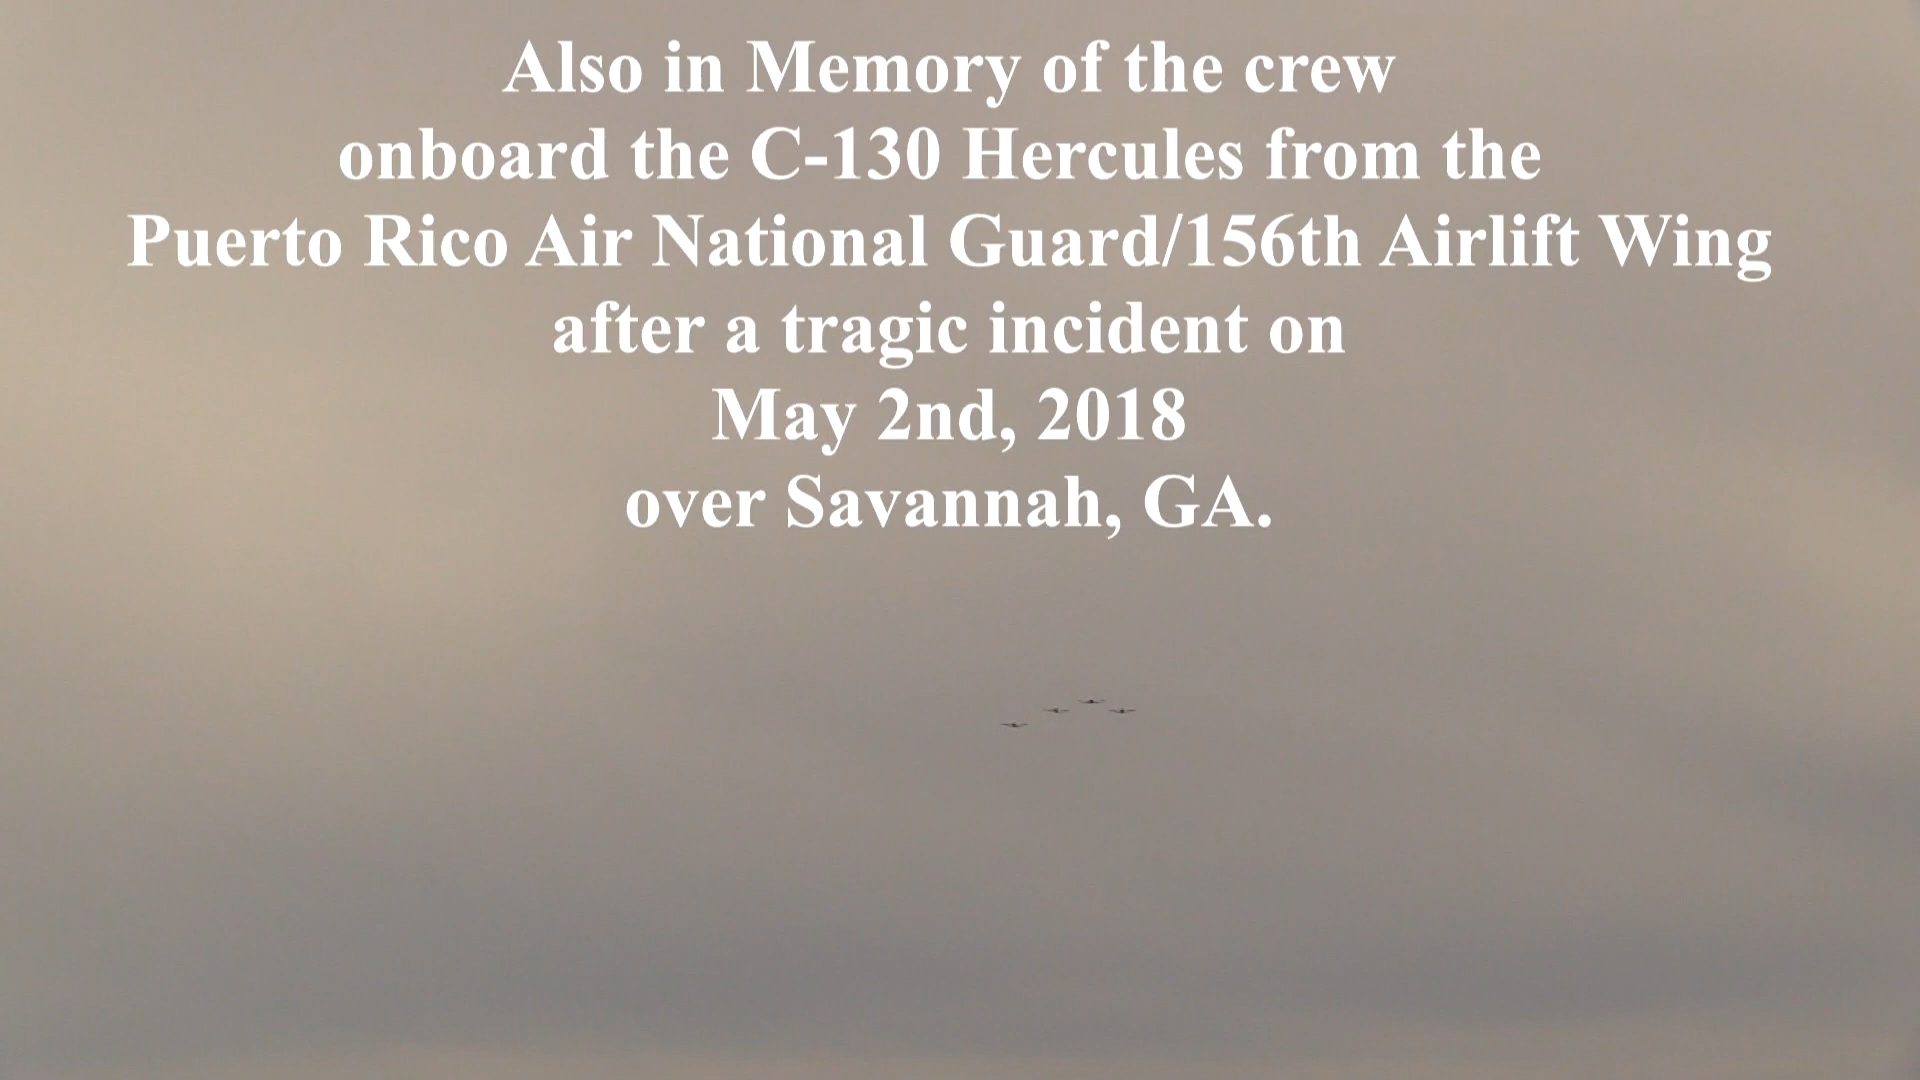 Also in Memory of the crew
onboard the C-130 Hercules from the
Puerto Rico Air National Guard/156th Airlift Wing
after a tragic incident on
May 2nd, 2018
over Savannah, GA.